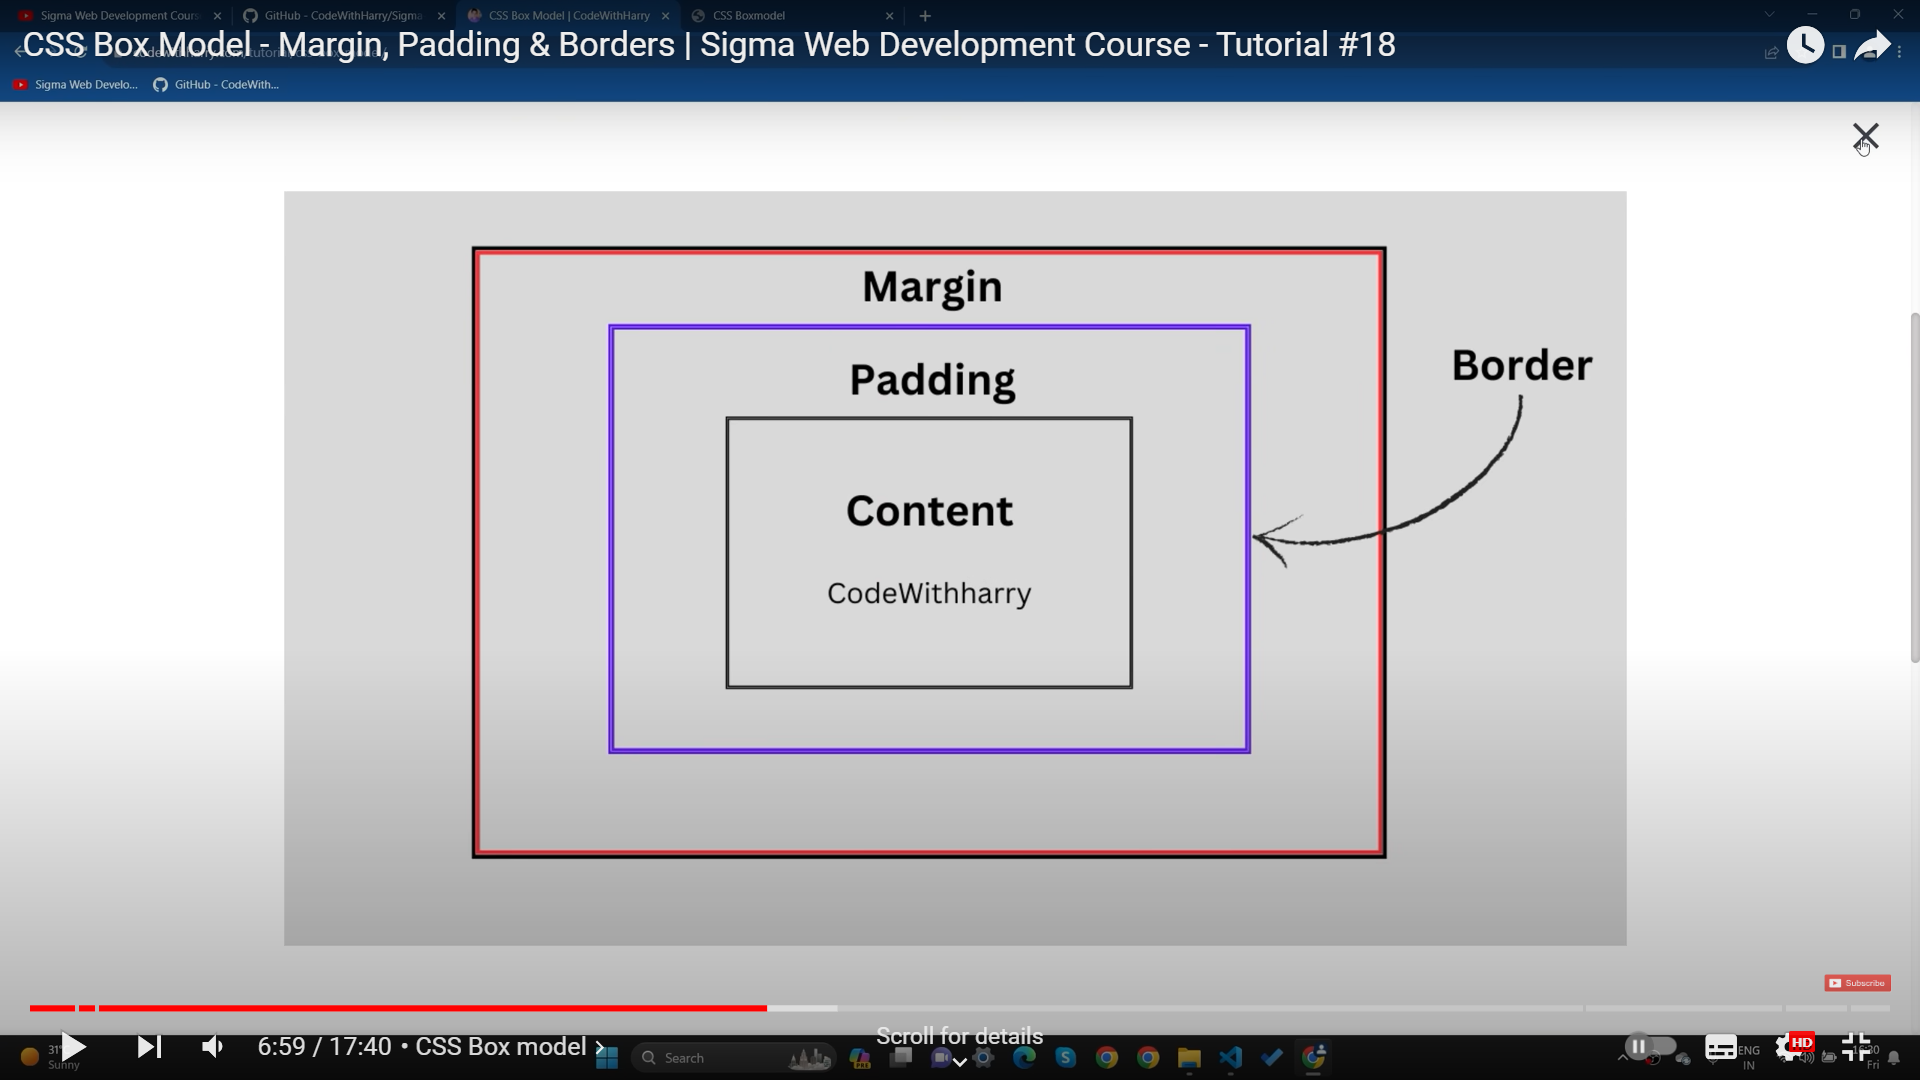 Sigma Web Development Cours
GitHub - CodeWithHarry/Sigma
CSS Box Model | CodeWithHarry
CSS Boxmodel
CSS Box Model - Margin, Padding & Borders | Sigma Web Development Course - Tutorial #18
Sigma Web Develo...
GitHub - CodeWith...
Margin
Padding
Border
Content
CodeWithharry
Subscribe
6:59 / 17:40 • CSS Box model
Scroll for details
31°
Sunny
Search
PRE
HD
ENG
IN
Fri